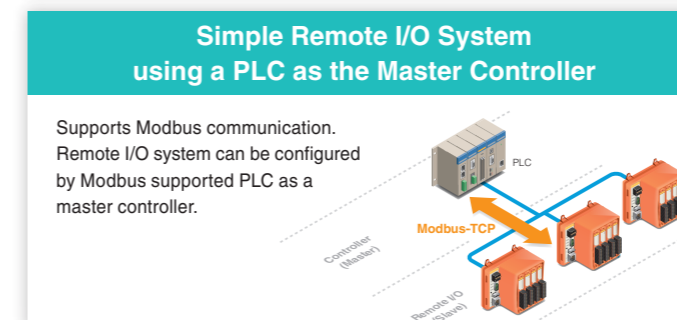 Simple Remote I/O System
using a PLC as the Master Controller
Supports Modbus communication.
Remote I/O system can be configured
by Modbus supported PLC as a
master controller.
PLC
Modbus-TCP
Controller
(Master)
Remote I/O
(Slave)